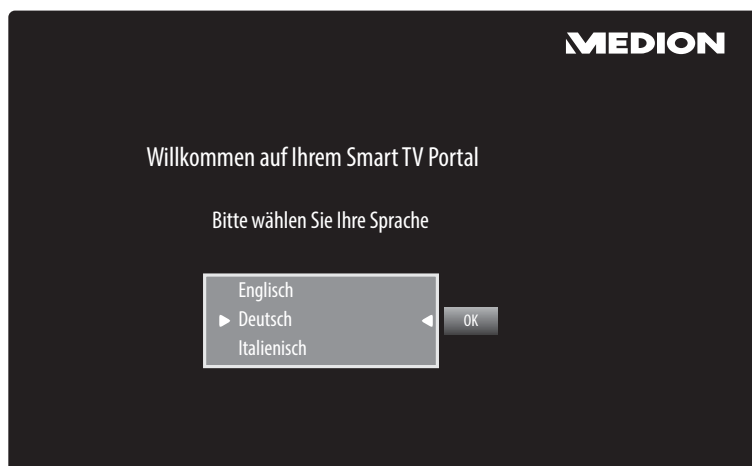 MEDION
Willkommen auf Ihrem Smart TV Portal
Bitte wählen Sie Ihre Sprache
Englisch
Deutsch
OK
Italienisch